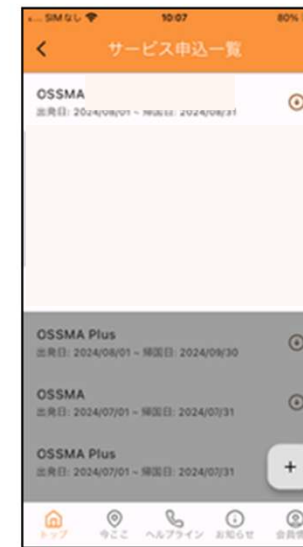 SIMなし 10:07 80%
サービス申込一覧
OSSMA
出発日: 2024/08/01 ~ 帰国日: 2024/08/31
OSSMA Plus
出発日: 2024/08/01 ~ 帰国日: 2024/09/30
OSSMA
出発日: 2024/07/01 ~ 帰国日: 2024/07/31
OSSMA Plus
出発日: 2024/07/01 ~ 帰国日: 2024/07/31
トップ 今ここ ヘルプライン お知らせ